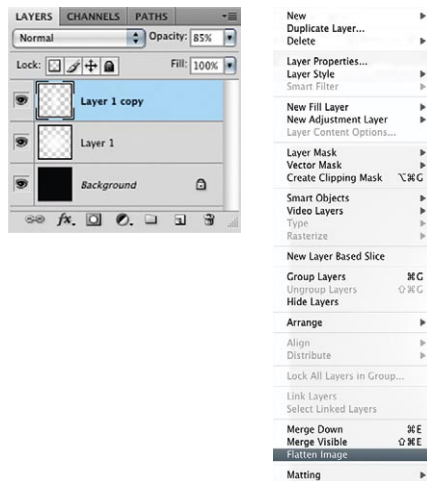 LAYERS CHANNELS PATHS
Normal Opacity: 85%
Lock: Fill: 100%
Layer 1 copy
Layer 1
Background
fx.
New
Duplicate Layer...
Delete
Layer Properties...
Layer Style
Smart Filter
New Fill Layer
New Adjustment Layer
Layer Content Options...
Layer Mask
Vector Mask
Create Clipping Mask ⌥⌘G
Smart Objects
Video Layers
Type
Rasterize
New Layer Based Slice
Group Layers ⌘G
Ungroup Layers ⇧⌘G
Hide Layers
Arrange
Align
Distribute
Lock All Layers in Group...
Link Layers
Select Linked Layers
Merge Down ⌘E
Merge Visible ⇧⌘E
Flatten Image
Matting